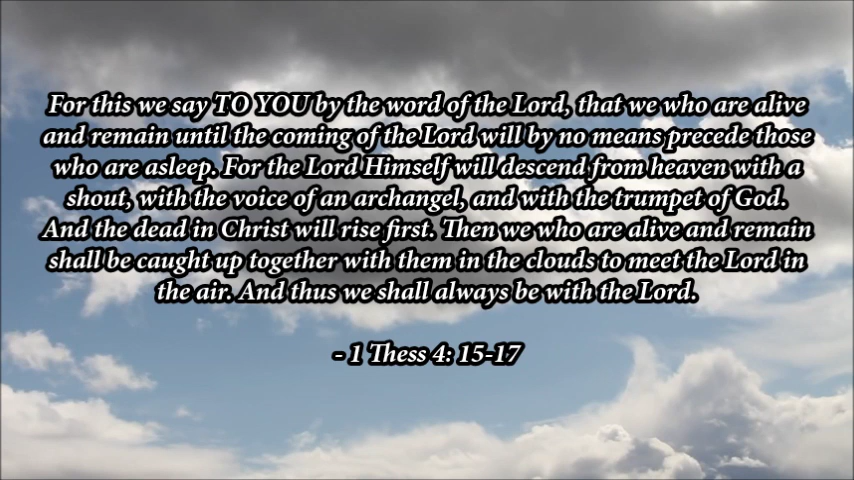 For this we say TO YOU by the word of the Lord, that we who are alive
and remain until the coming of the Lord will by no means precede those
who are asleep. For the Lord Himself will descend from heaven with a
shout, with the voice of an archangel, and with the trumpet of God.
And the dead in Christ will rise first. Then we who are alive and remain
shall be caught up together with them in the clouds to meet the Lord in
the air. And thus we shall always be with the Lord.
- 1 Thess 4: 15-17